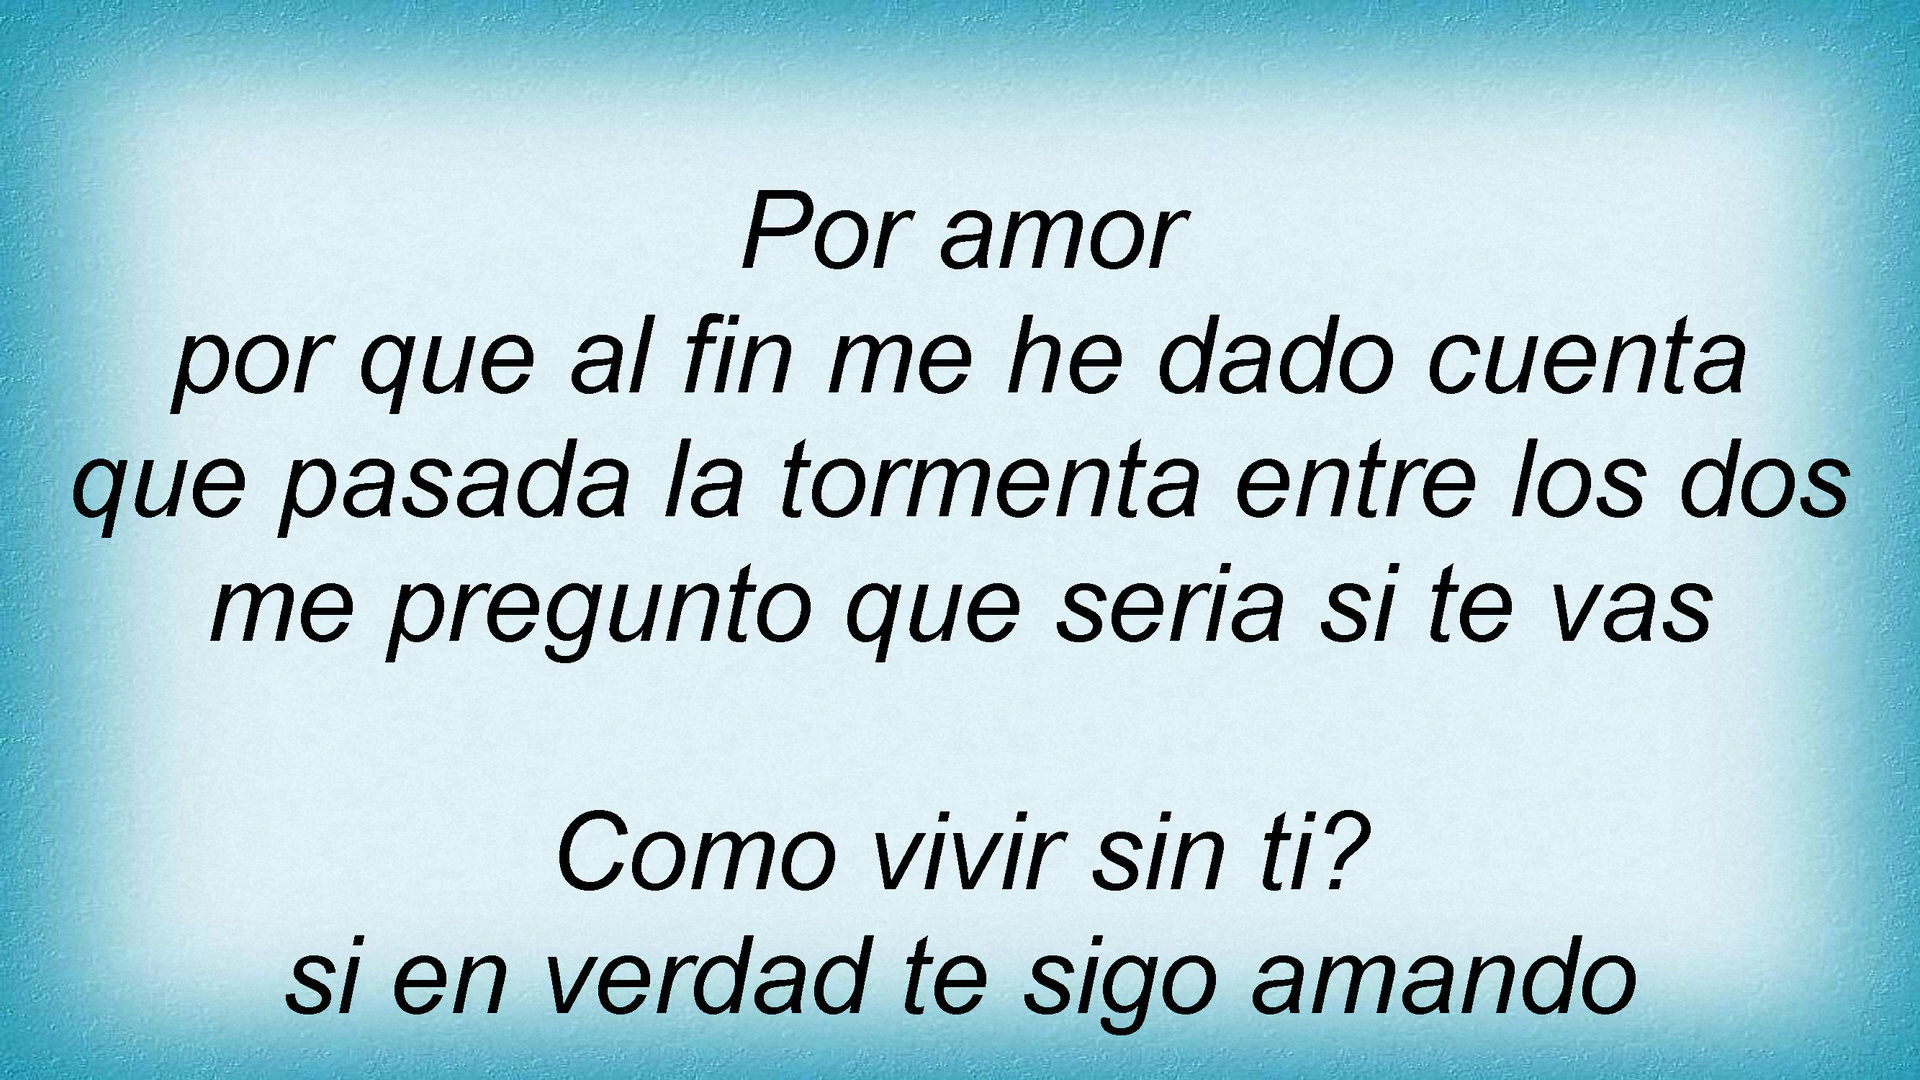 Por amor
por que al fin me he dado cuenta
que pasada la tormenta entre los dos
me pregunto que seria si te vas
Como vivir sin ti?
si en verdad te sigo amando